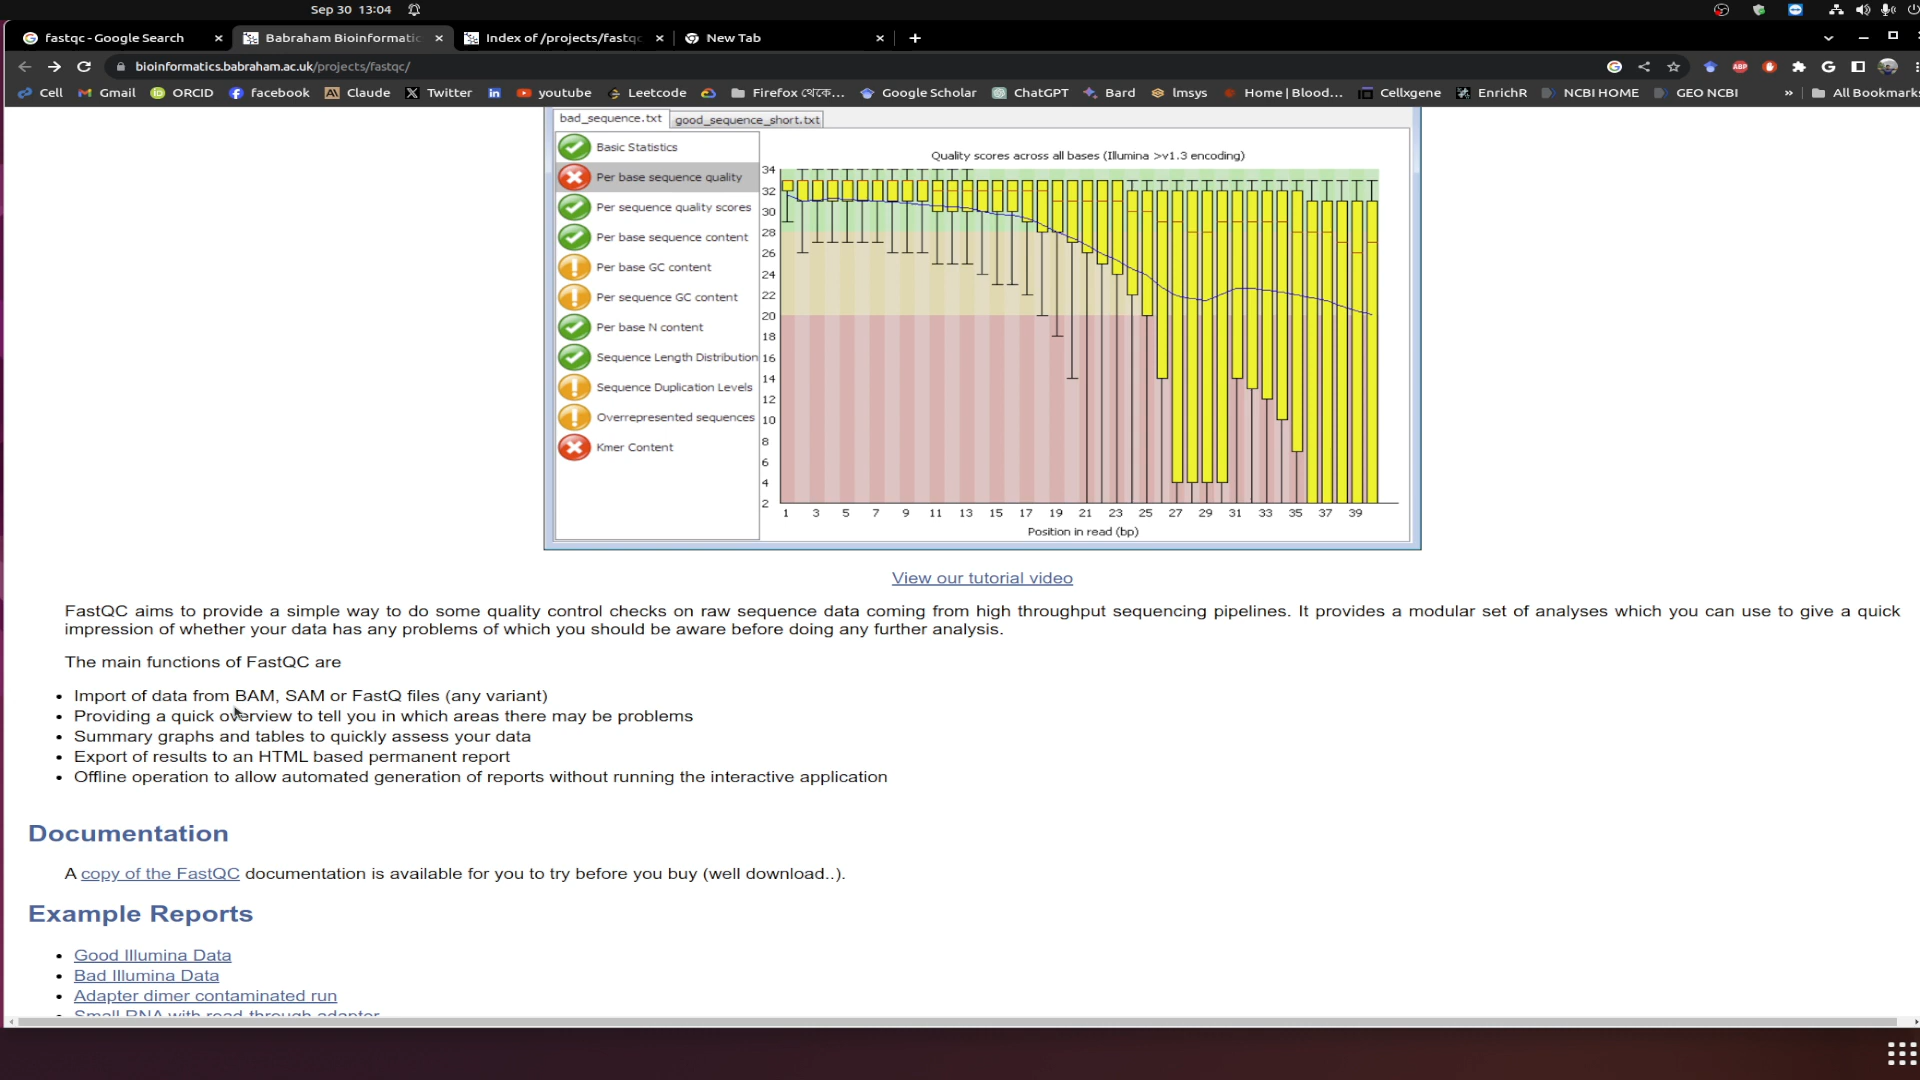 Sep 30 13:04
fastqc - Google Search
Babraham Bioinformatic
Index of /projects/fastqc
New Tab
bioinformatics.babraham.ac.uk/projects/fastqc/
Cell
Gmail
ORCID
facebook
Claude
Twitter
youtube
Leetcode
Firefox থেকে...
Google Scholar
ChatGPT
Bard
lmsys
Home | Blood...
Cellxgene
EnrichR
NCBI HOME
GEO NCBI
»
All Bookmarks
bad_sequence.txt
good_sequence_short.txt
Basic Statistics
Per base sequence quality
Per sequence quality scores
Per base sequence content
Per base GC content
Per sequence GC content
Per base N content
Sequence Length Distribution
Sequence Duplication Levels
Overrepresented sequences
Kmer Content
Quality scores across all bases (Illumina >v1.3 encoding)
34
32
30
28
26
24
22
20
18
16
14
12
10
8
6
4
2
1 3 5 7 9 11 13 15 17 19 21 23 25 27 29 31 33 35 37 39
Position in read (bp)
View our tutorial video
FastQC aims to provide a simple way to do some quality control checks on raw sequence data coming from high throughput sequencing pipelines. It provides a modular set of analyses which you can use to give a quick
impression of whether your data has any problems of which you should be aware before doing any further analysis.
The main functions of FastQC are
• Import of data from BAM, SAM or FastQ files (any variant)
• Providing a quick overview to tell you in which areas there may be problems
• Summary graphs and tables to quickly assess your data
• Export of results to an HTML based permanent report
• Offline operation to allow automated generation of reports without running the interactive application
Documentation
A copy of the FastQC documentation is available for you to try before you buy (well download..).
Example Reports
• Good Illumina Data
• Bad Illumina Data
• Adapter dimer contaminated run
• Small RNA with read-through adapter